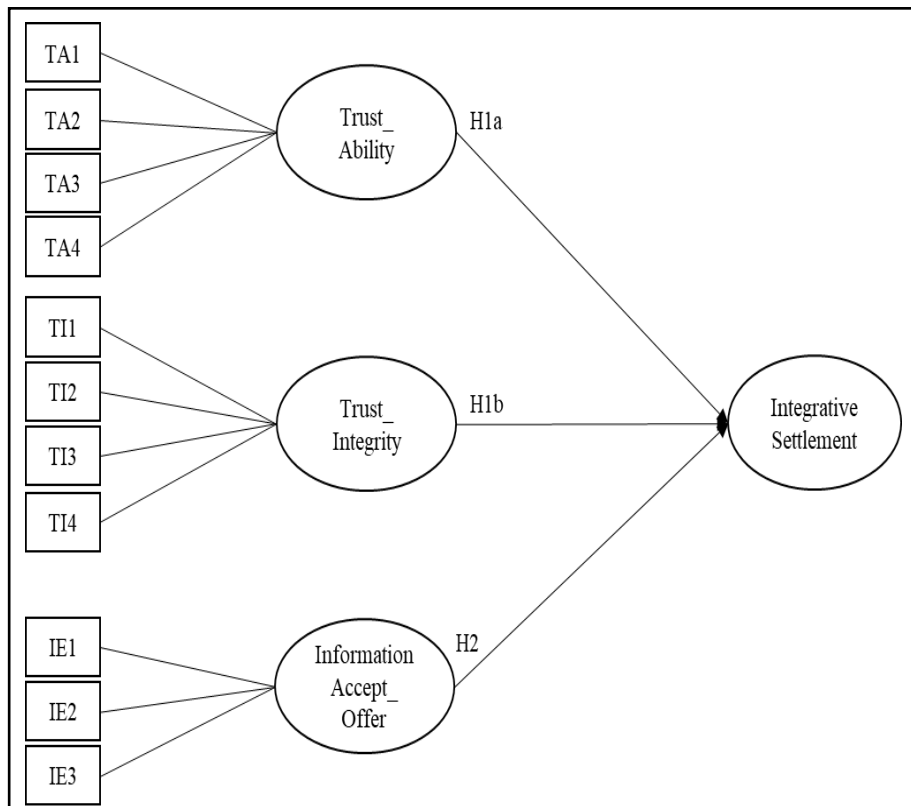 TA1
TA2
TA3
TA4
Trust_
Ability
H1a
TI1
TI2
TI3
TI4
Trust_
Integrity
H1b
Integrative
Settlement
IE1
IE2
IE3
Information
Accept_
Offer
H2